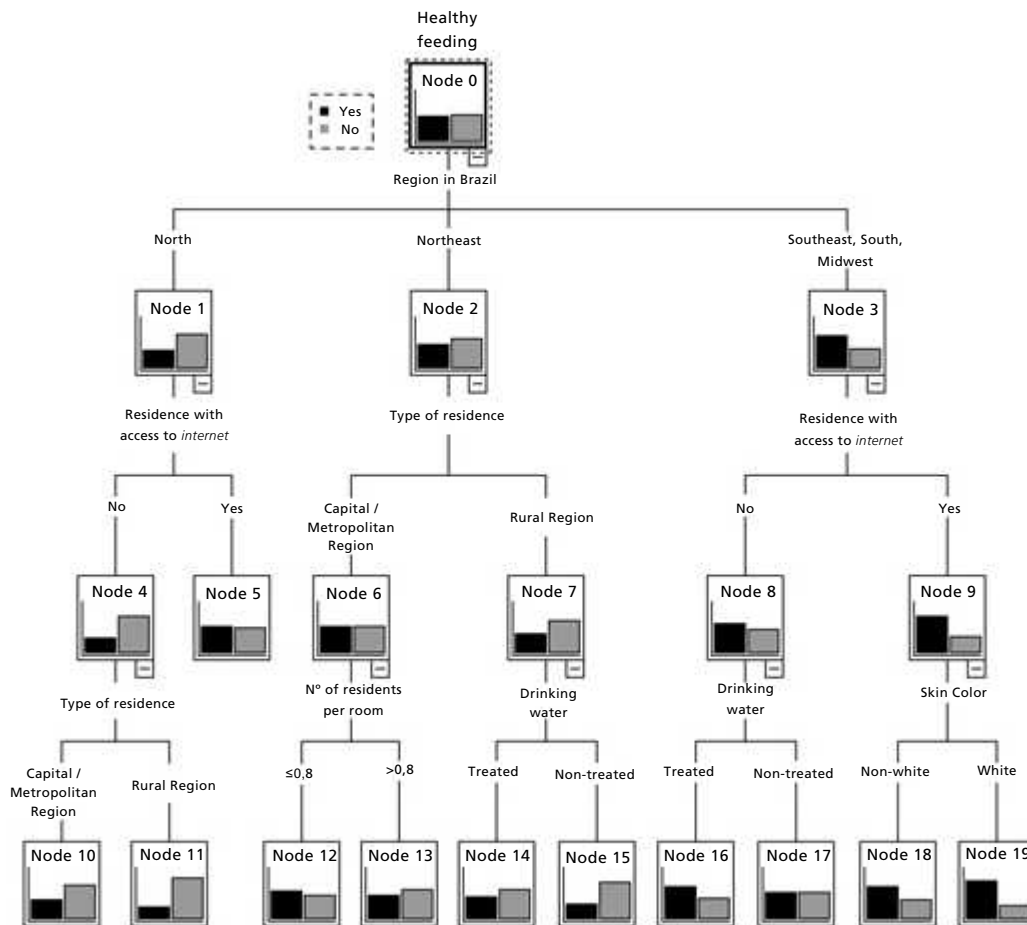 Healthy
feeding
Node 0
Yes
No
Region in Brazil
North
Northeast
Southeast, South,
Midwest
Node 1
Node 2
Node 3
Residence with
access to internet
Type of residence
Residence with
access to internet
No
Yes
Capital /
Metropolitan
Region
Rural Region
No
Yes
Node 4
Node 5
Node 6
Node 7
Node 8
Node 9
Type of residence
Nº of residents
per room
Drinking
water
Drinking
water
Skin Color
Capital /
Metropolitan
Region
Rural Region
≤0,8
>0,8
Treated
Non-treated
Treated
Non-treated
Non-white
White
Node 10
Node 11
Node 12
Node 13
Node 14
Node 15
Node 16
Node 17
Node 18
Node 19